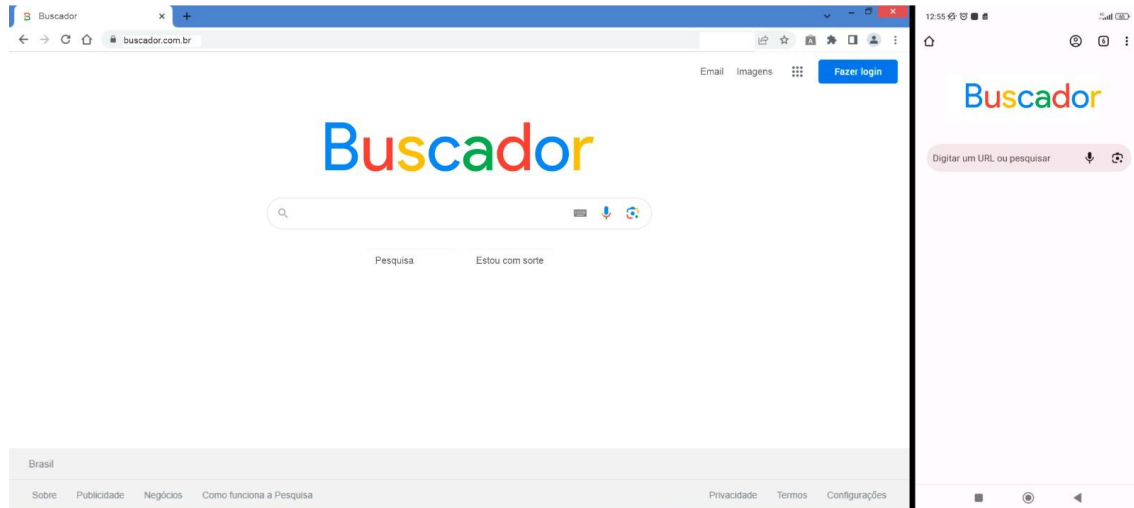 Buscador
buscador.com.br
Email Imagens Fazer login
Buscador
Pesquisa Estou com sorte
Brasil
Sobre Publicidade Negócios Como funciona a Pesquisa Privacidade Termos Configurações
12:55
6
Buscador
Digitar um URL ou pesquisar